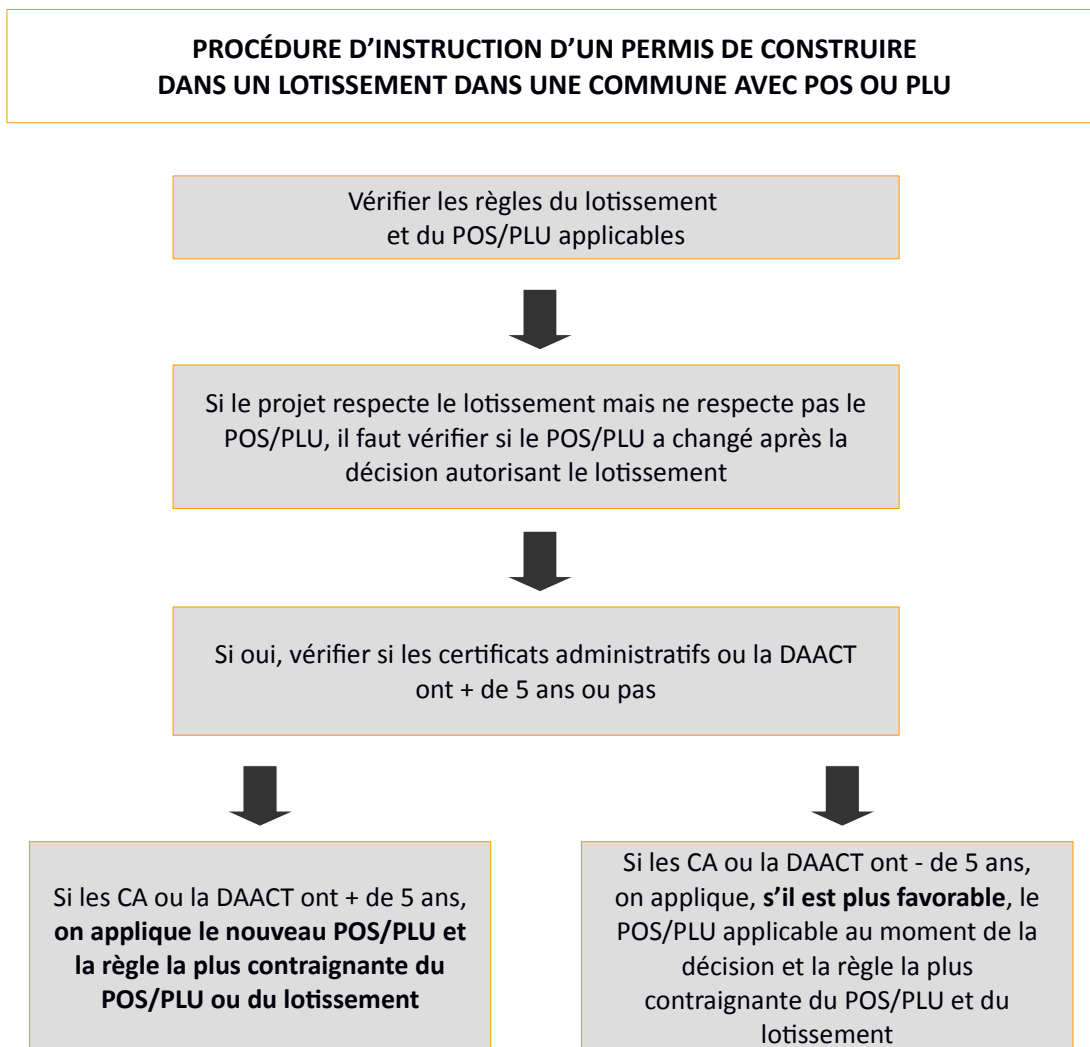 PROCÉDURE D’INSTRUCTION D’UN PERMIS DE CONSTRUIRE
DANS UN LOTISSEMENT DANS UNE COMMUNE AVEC POS OU PLU
Vérifier les règles du lotissement
et du POS/PLU applicables
Si le projet respecte le lotissement mais ne respecte pas le
POS/PLU, il faut vérifier si le POS/PLU a changé après la
décision autorisant le lotissement
Si oui, vérifier si les certificats administratifs ou la DAACT
ont + de 5 ans ou pas
Si les CA ou la DAACT ont + de 5 ans,
on applique le nouveau POS/PLU et
la règle la plus contraignante du
POS/PLU ou du lotissement
Si les CA ou la DAACT ont - de 5 ans,
on applique, s’il est plus favorable, le
POS/PLU applicable au moment de la
décision et la règle la plus
contraignante du POS/PLU et du
lotissement